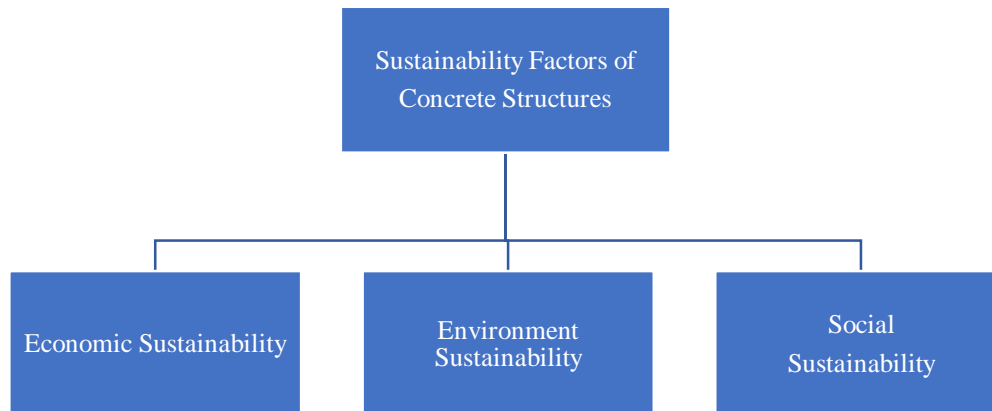 Sustainability Factors of
Concrete Structures
Economic Sustainability
Environment
Sustainability
Social
Sustainability